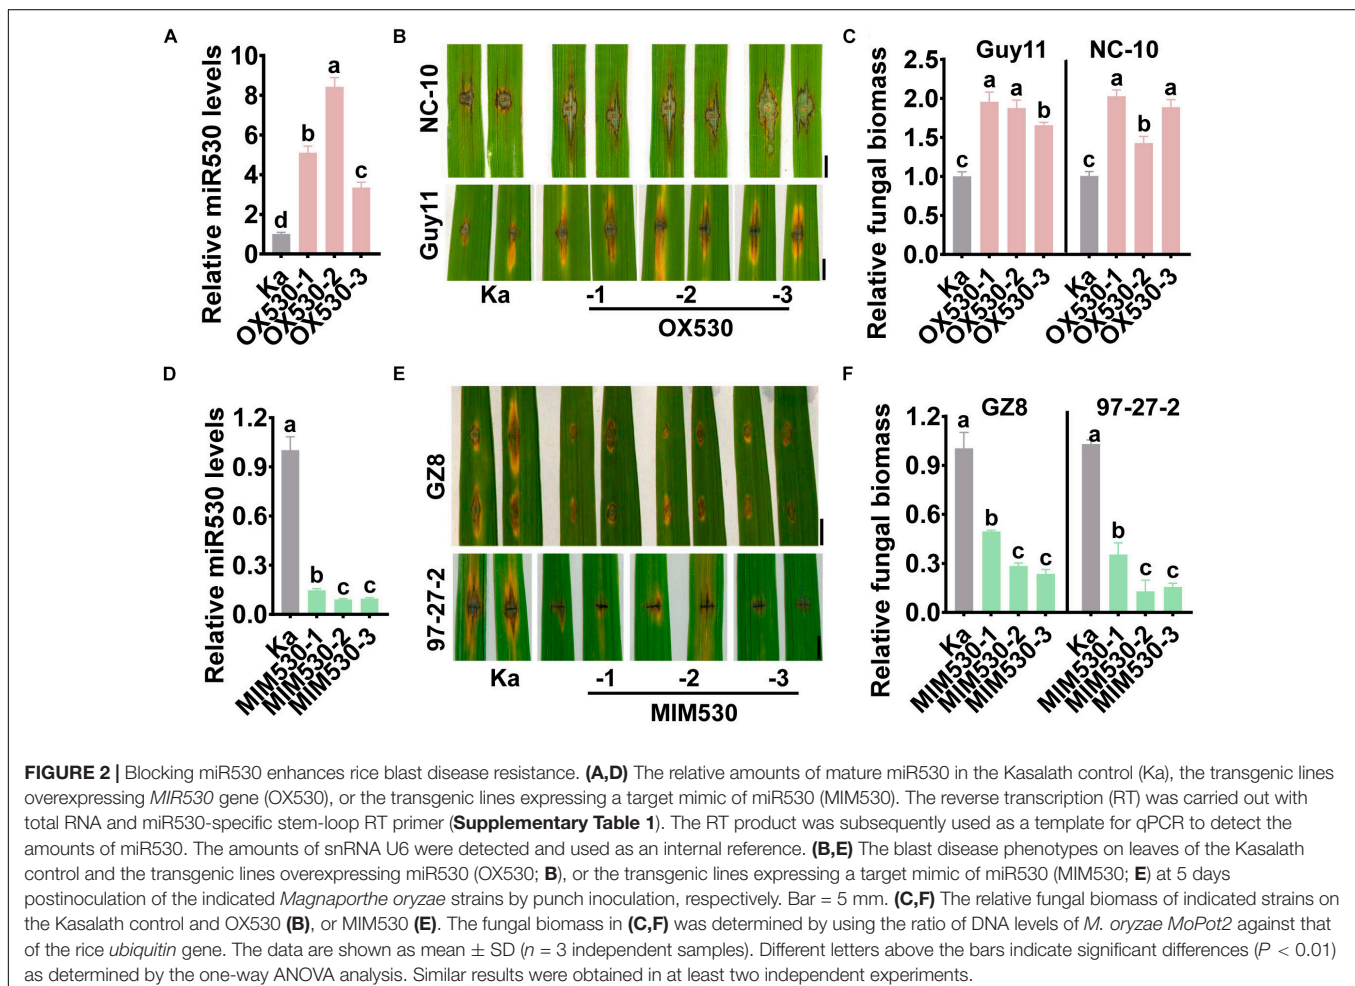 A
Relative miR530 levels
10
8
6
4
2
0
d
b
a
c
Ka
OX530-1
OX530-2
OX530-3
B
NC-10
Guy11
Ka
-1
-2
-3
OX530
C
Relative fungal biomass
Guy11
NC-10
2.5
2.0
1.5
1.0
0.5
0.0
c
a
a
b
c
a
b
a
Ka
OX530-1
OX530-2
OX530-3
Ka
OX530-1
OX530-2
OX530-3
D
Relative miR530 levels
1.2
0.9
0.6
0.3
0.0
a
b
c
c
Ka
MIM530-1
MIM530-2
MIM530-3
E
GZ8
97-27-2
Ka
-1
-2
-3
MIM530
F
Relative fungal biomass
GZ8
97-27-2
1.2
0.9
0.6
0.3
0.0
a
b
c
c
a
b
c
c
Ka
MIM530-1
MIM530-2
MIM530-3
Ka
MIM530-1
MIM530-2
MIM530-3
FIGURE 2 | Blocking miR530 enhances rice blast disease resistance. (A,D) The relative amounts of mature miR530 in the Kasalath control (Ka), the transgenic lines
overexpressing MIR530 gene (OX530), or the transgenic lines expressing a target mimic of miR530 (MIM530). The reverse transcription (RT) was carried out with
total RNA and miR530-specific stem-loop RT primer (Supplementary Table 1). The RT product was subsequently used as a template for qPCR to detect the
amounts of miR530. The amounts of snRNA U6 were detected and used as an internal reference. (B,E) The blast disease phenotypes on leaves of the Kasalath
control and the transgenic lines overexpressing miR530 (OX530; B), or the transgenic lines expressing a target mimic of miR530 (MIM530; E) at 5 days
postinoculation of the indicated Magnaporthe oryzae strains by punch inoculation, respectively. Bar = 5 mm. (C,F) The relative fungal biomass of indicated strains on
the Kasalath control and OX530 (B), or MIM530 (E). The fungal biomass in (C,F) was determined by using the ratio of DNA levels of M. oryzae MoPot2 against that
of the rice ubiquitin gene. The data are shown as mean ± SD (n = 3 independent samples). Different letters above the bars indicate significant differences (P < 0.01)
as determined by the one-way ANOVA analysis. Similar results were obtained in at least two independent experiments.